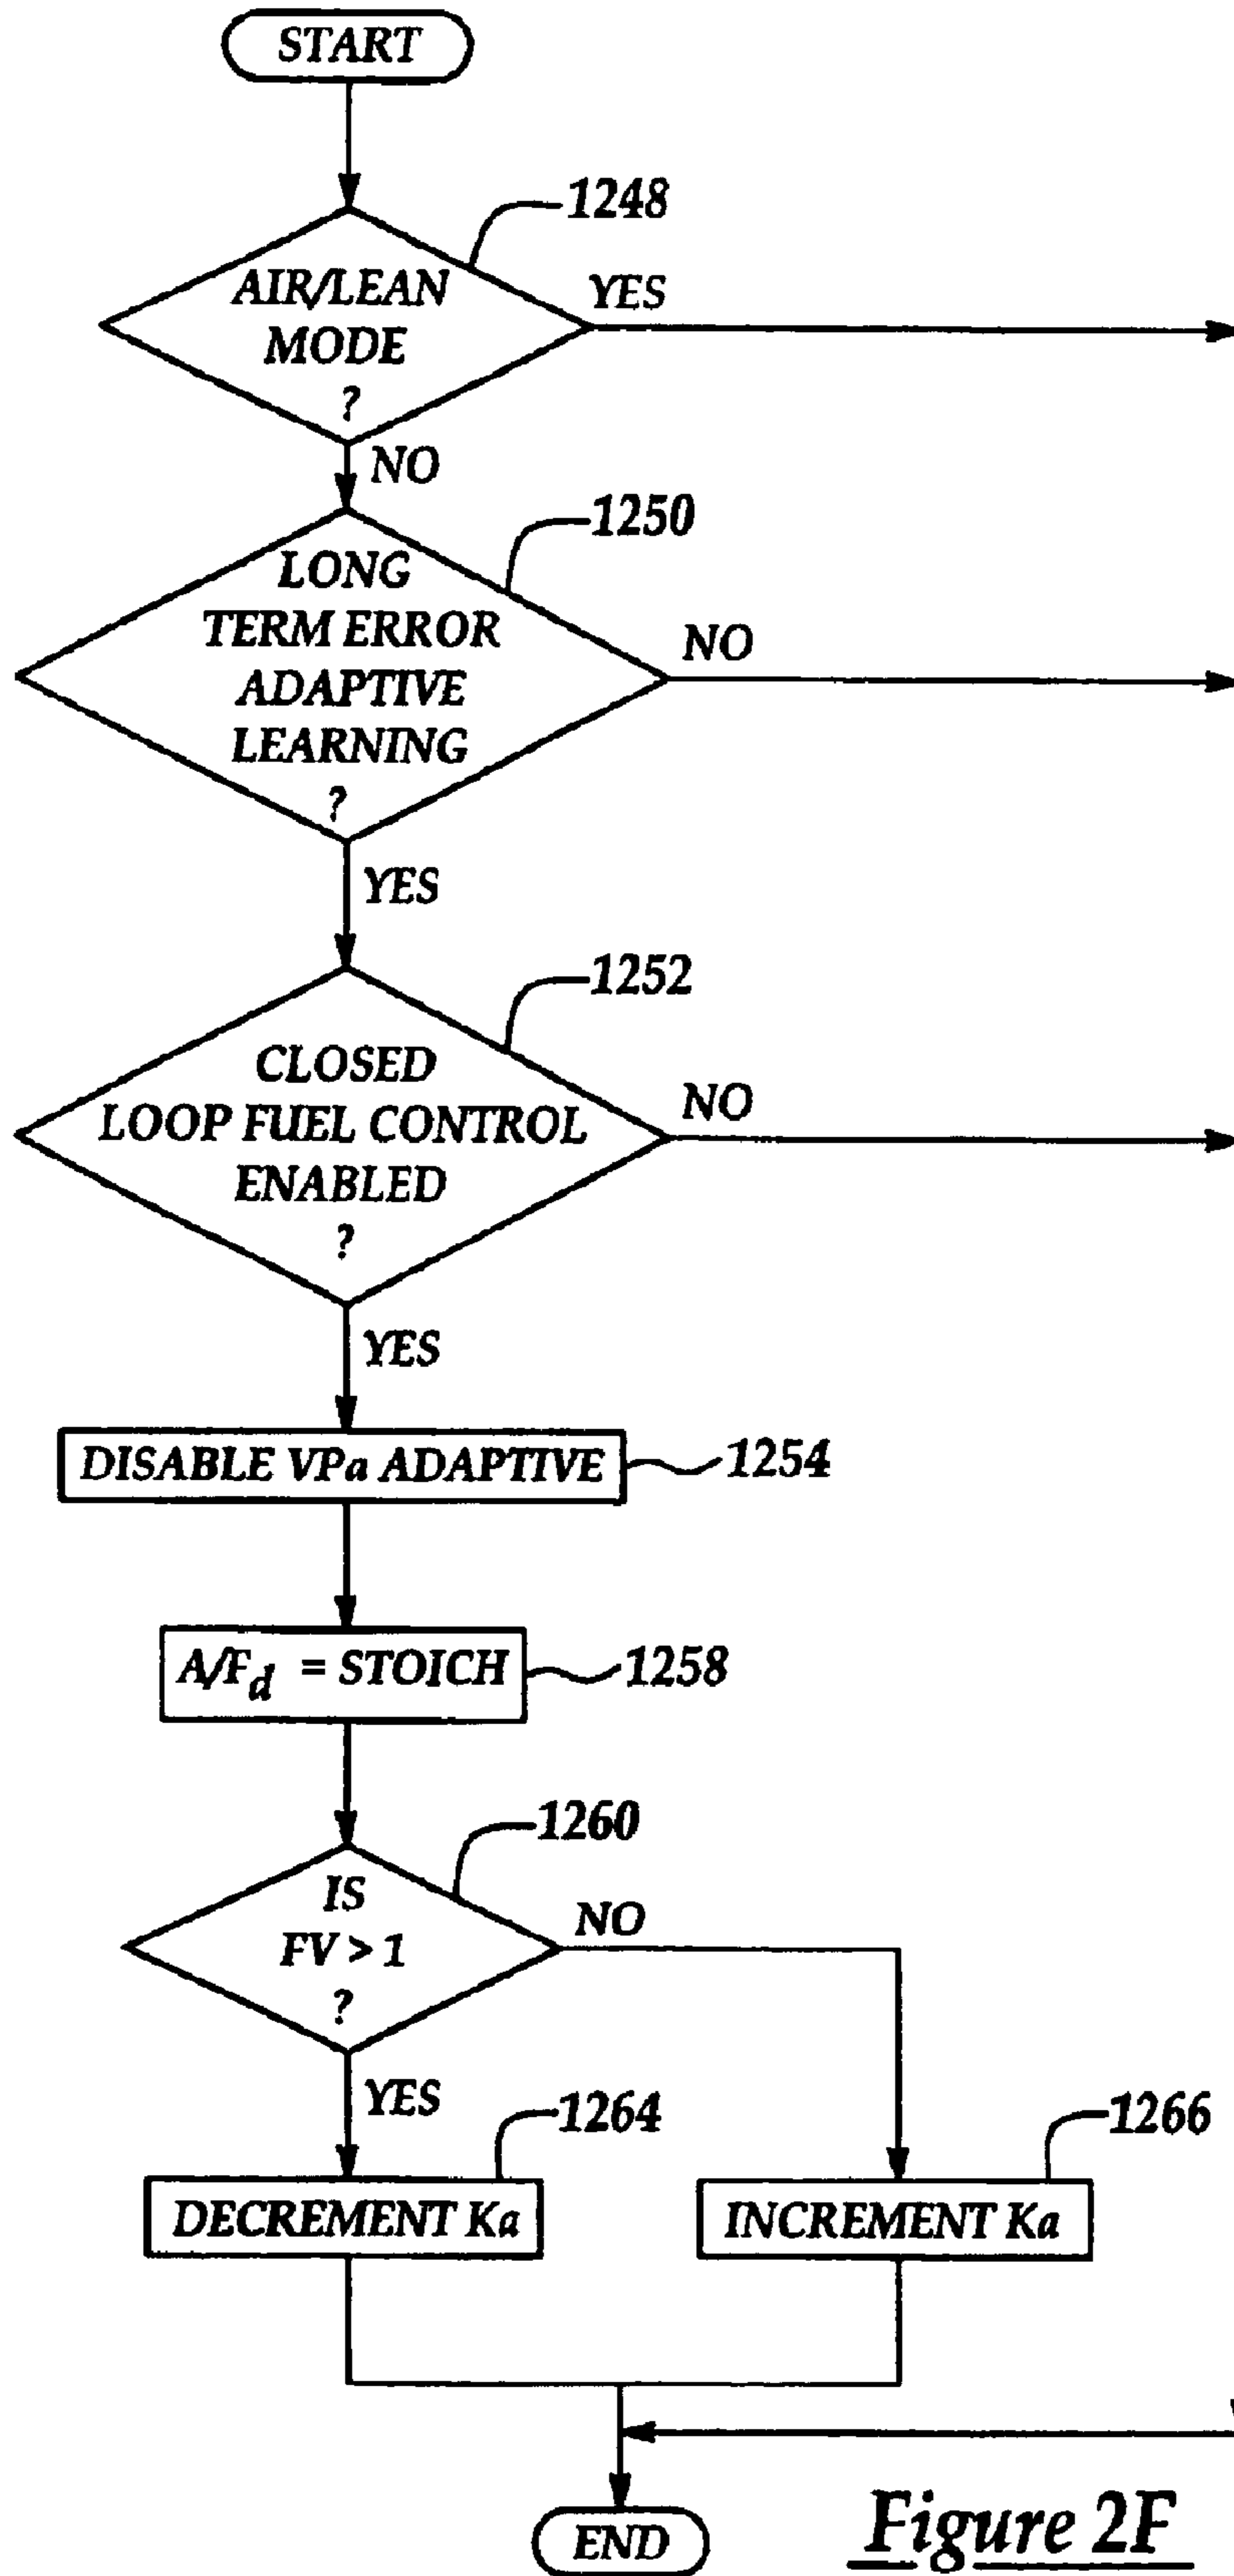 START
1248
AIR/LEAN
MODE
?
YES
NO
1250
LONG
TERM ERROR
ADAPTIVE
LEARNING
?
NO
YES
1252
CLOSED
LOOP FUEL CONTROL
ENABLED
?
NO
YES
DISABLE VPa ADAPTIVE
1254
A/Fd = STOICH
1258
1260
IS
FV > 1
?
NO
YES
1264
1266
DECREMENT Ka
INCREMENT Ka
END
Figure 2F